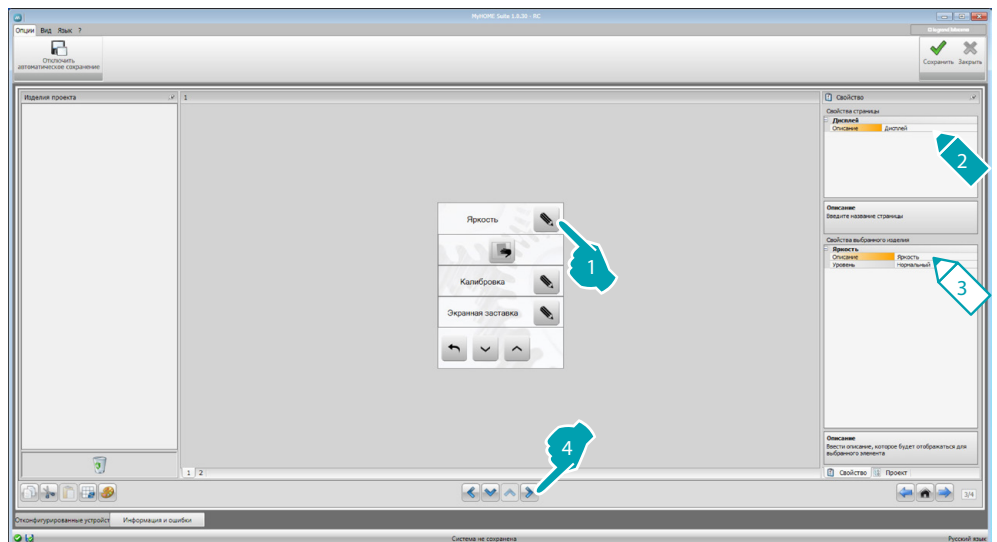 MyHOME Suite 1.0.30 - RC
Опции Вид Язык ?
Отключить
автоматическое сохранение
Сохранить Закрыть
Изделия проекта
1
Свойство
Свойства страницы
Дисплей
Описание Дисплей
2
Описание
Введите название страницы
Свойства выбранного изделия
Яркость
Описание Яркость
Уровень Нормальный
3
Яркость
1
Калибровка
Экранная заставка
4
Описание
Ввести описание, которое будет отображаться для
выбранного элемента
1 2
Свойство Проект
3/4
Отконфигурированные устройст Информация и ошибки
Система не сохранена
Русский язык